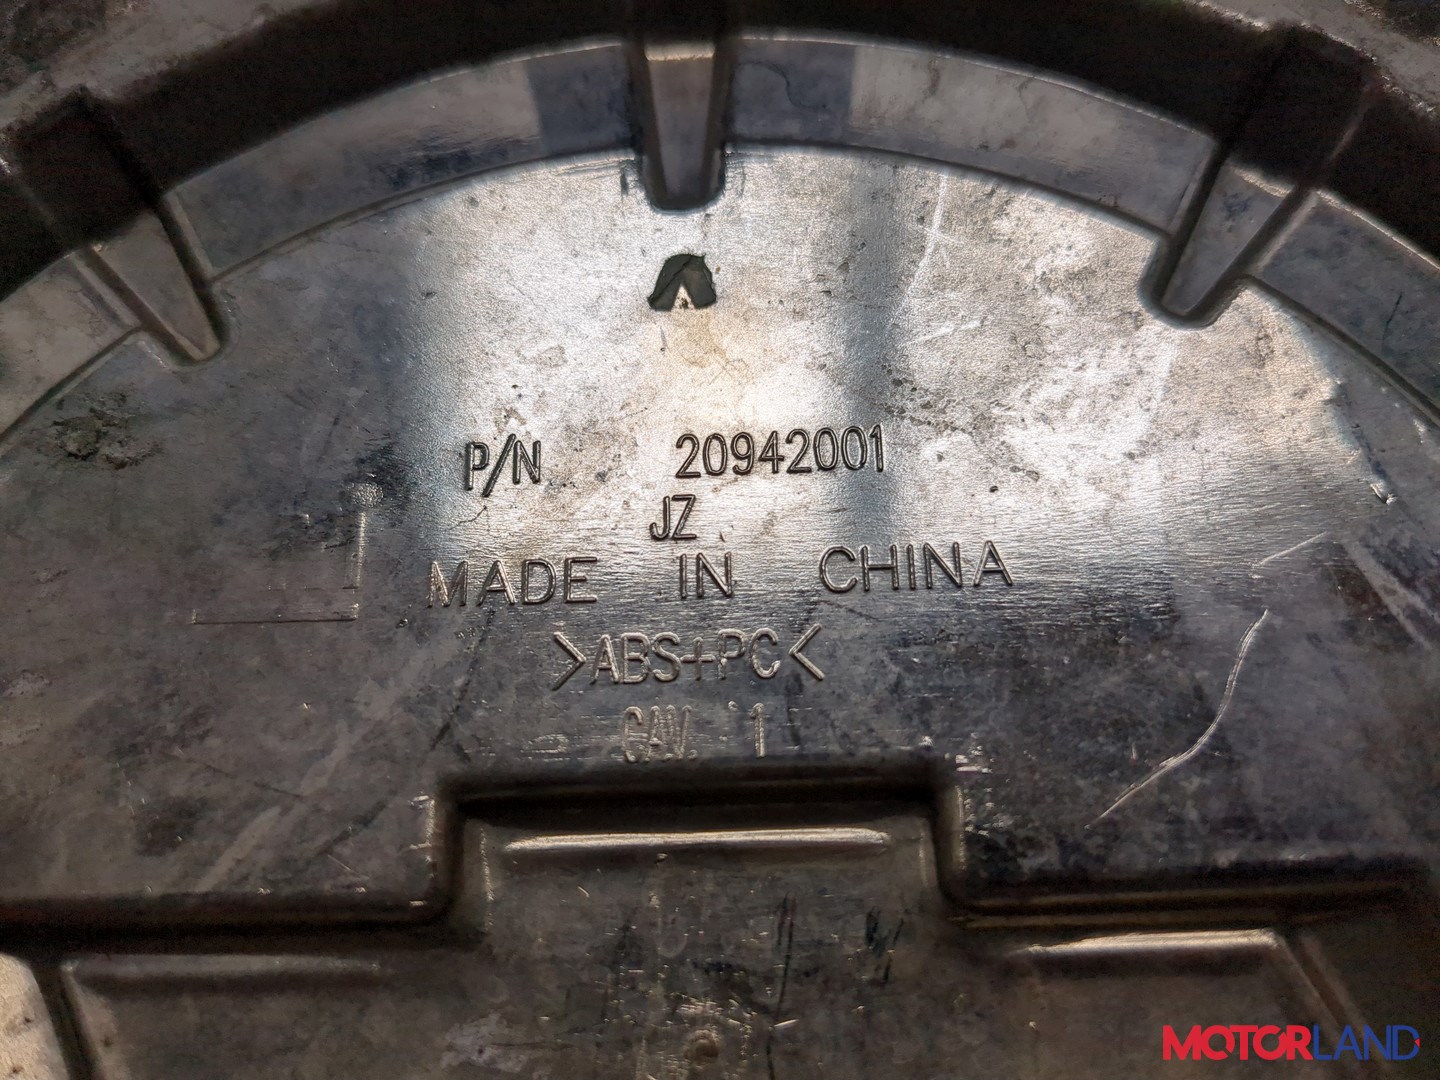 P/N 20942001
JZ
MADE IN CHINA
>ABS+PC<
CAV. 1
MOTORLAND